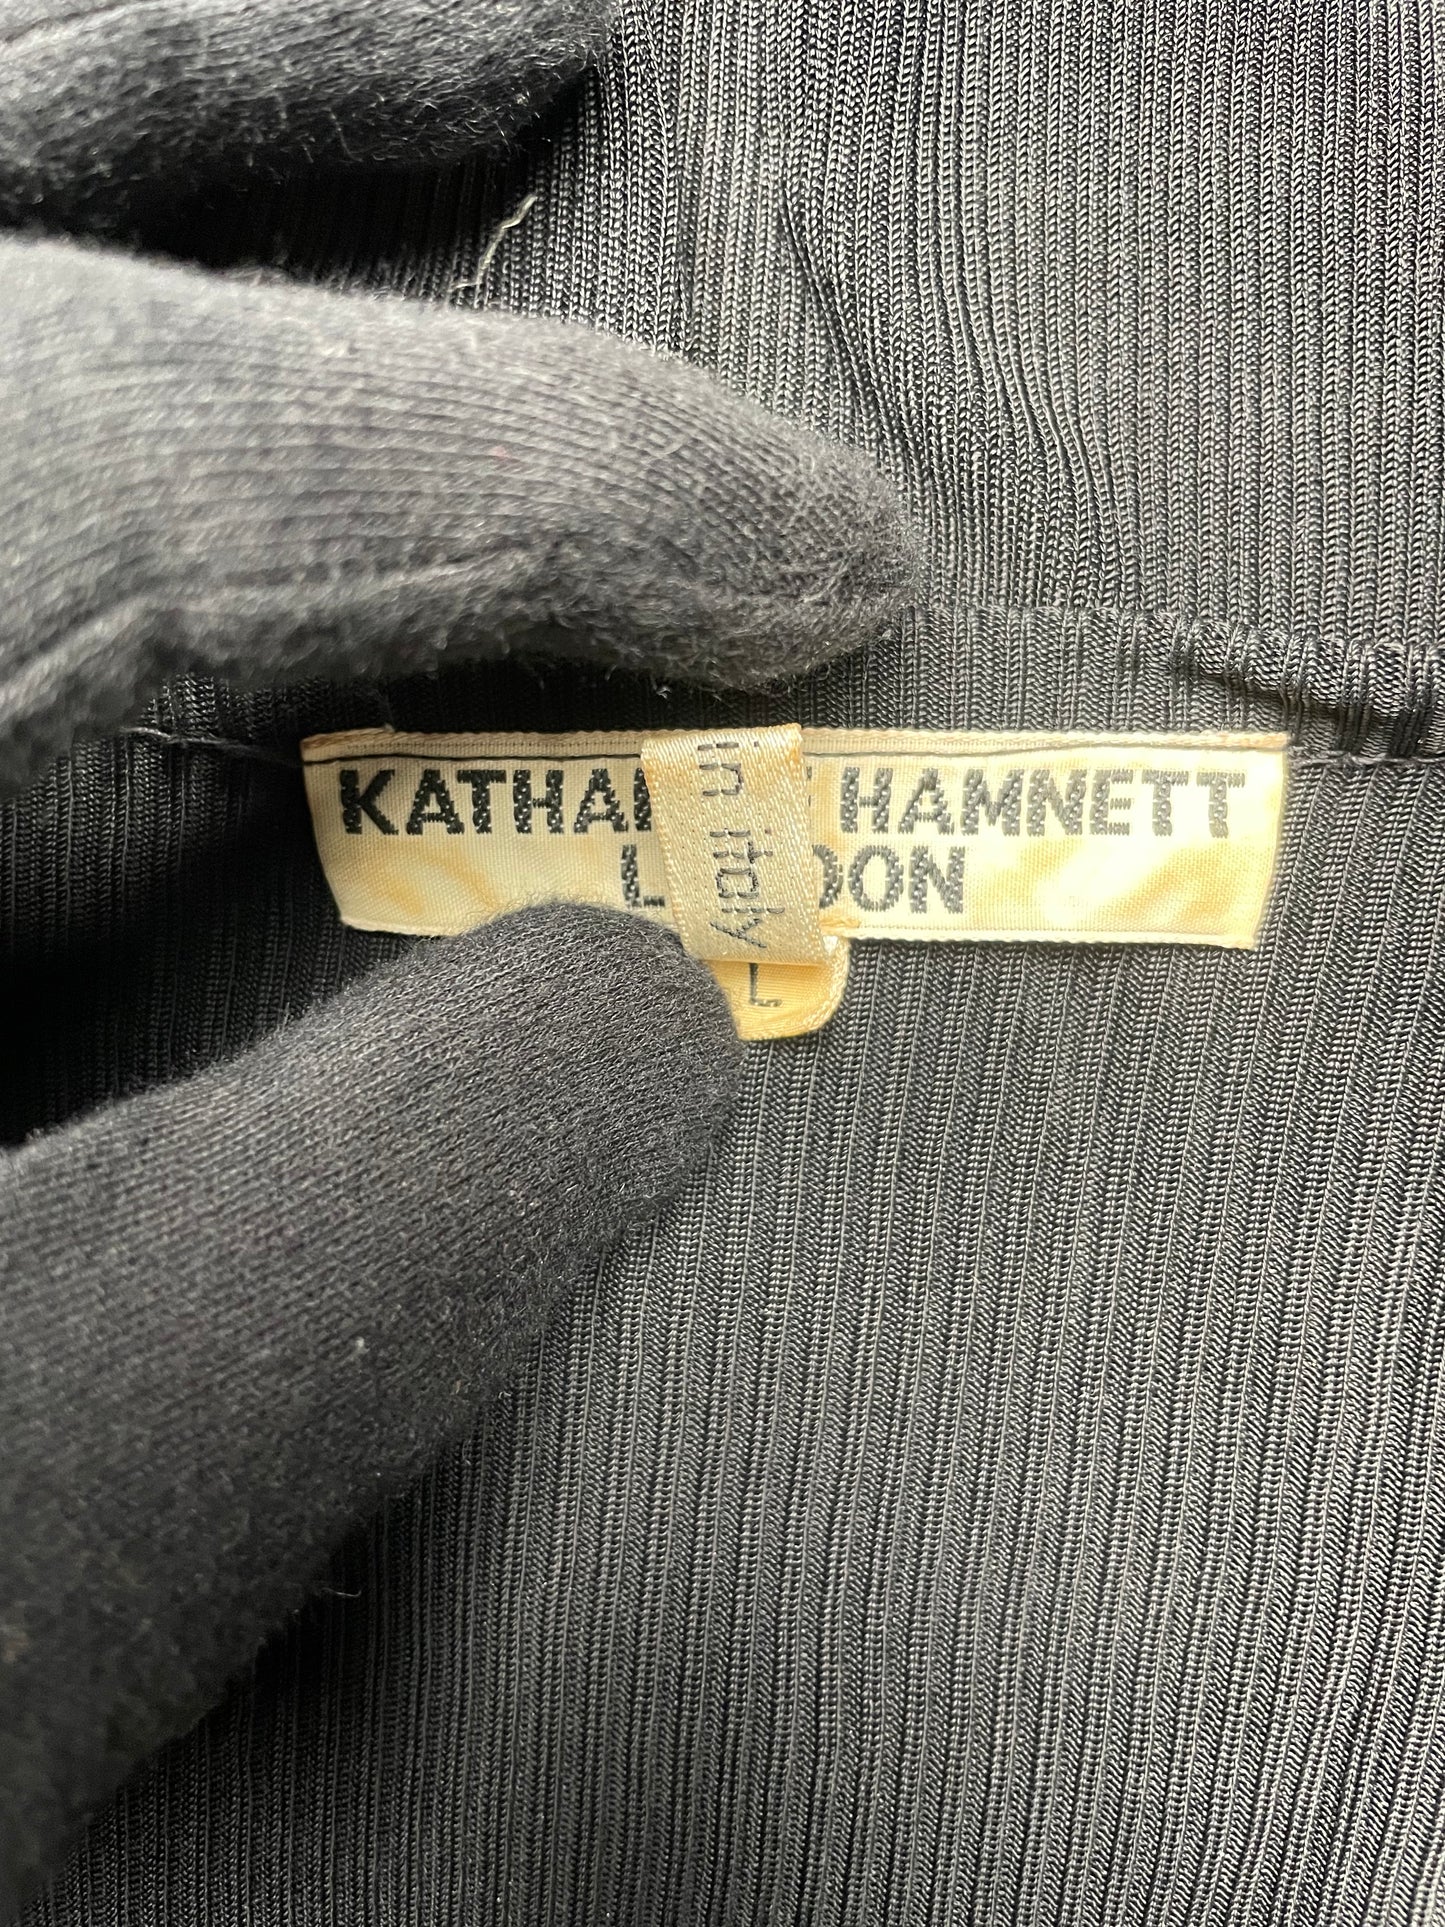 KATHA E HAMNETT
L DON
in italy
L